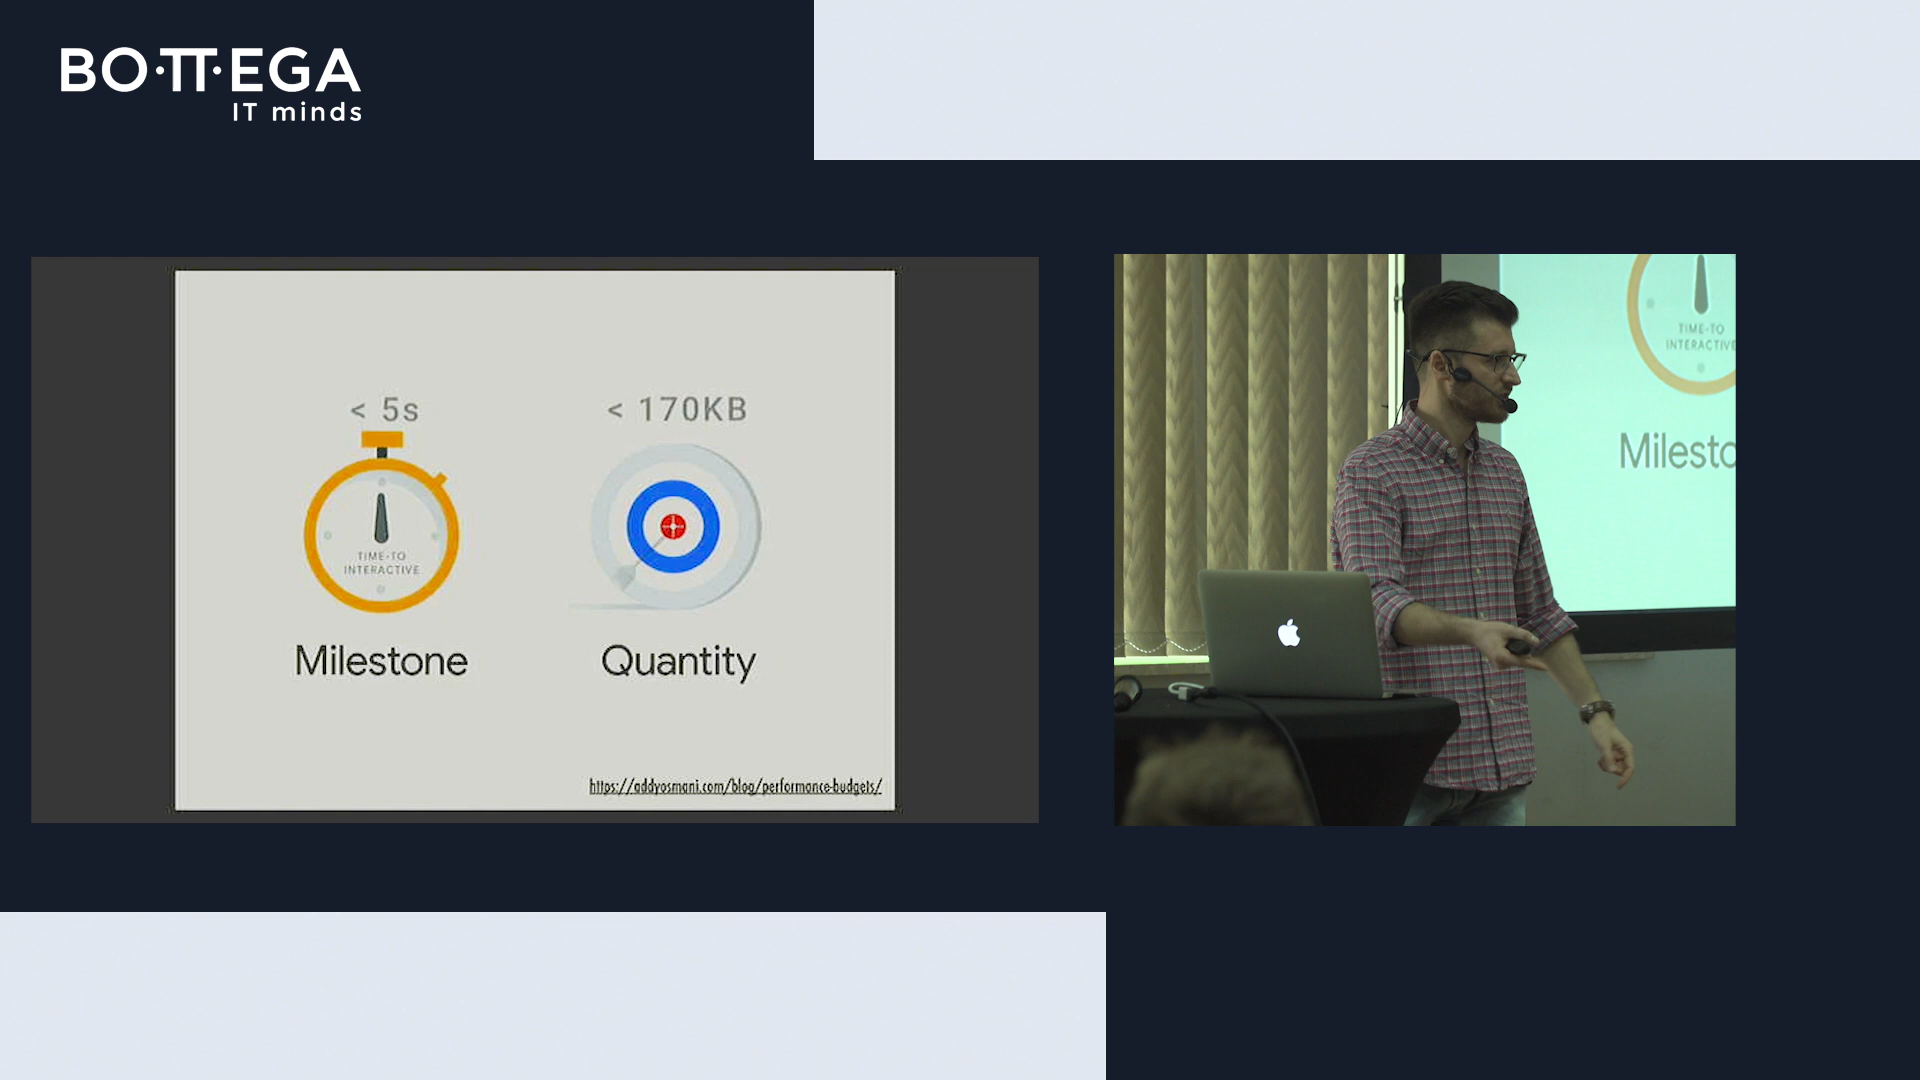 BO·TT·EGA
IT minds
< 5s
< 170KB
TIME-TO
INTERACTIVE
Milestone
Quantity
https://addyosmani.com/blog/performance-budgets/
TIME-TO
INTERACTIVE
Milesto